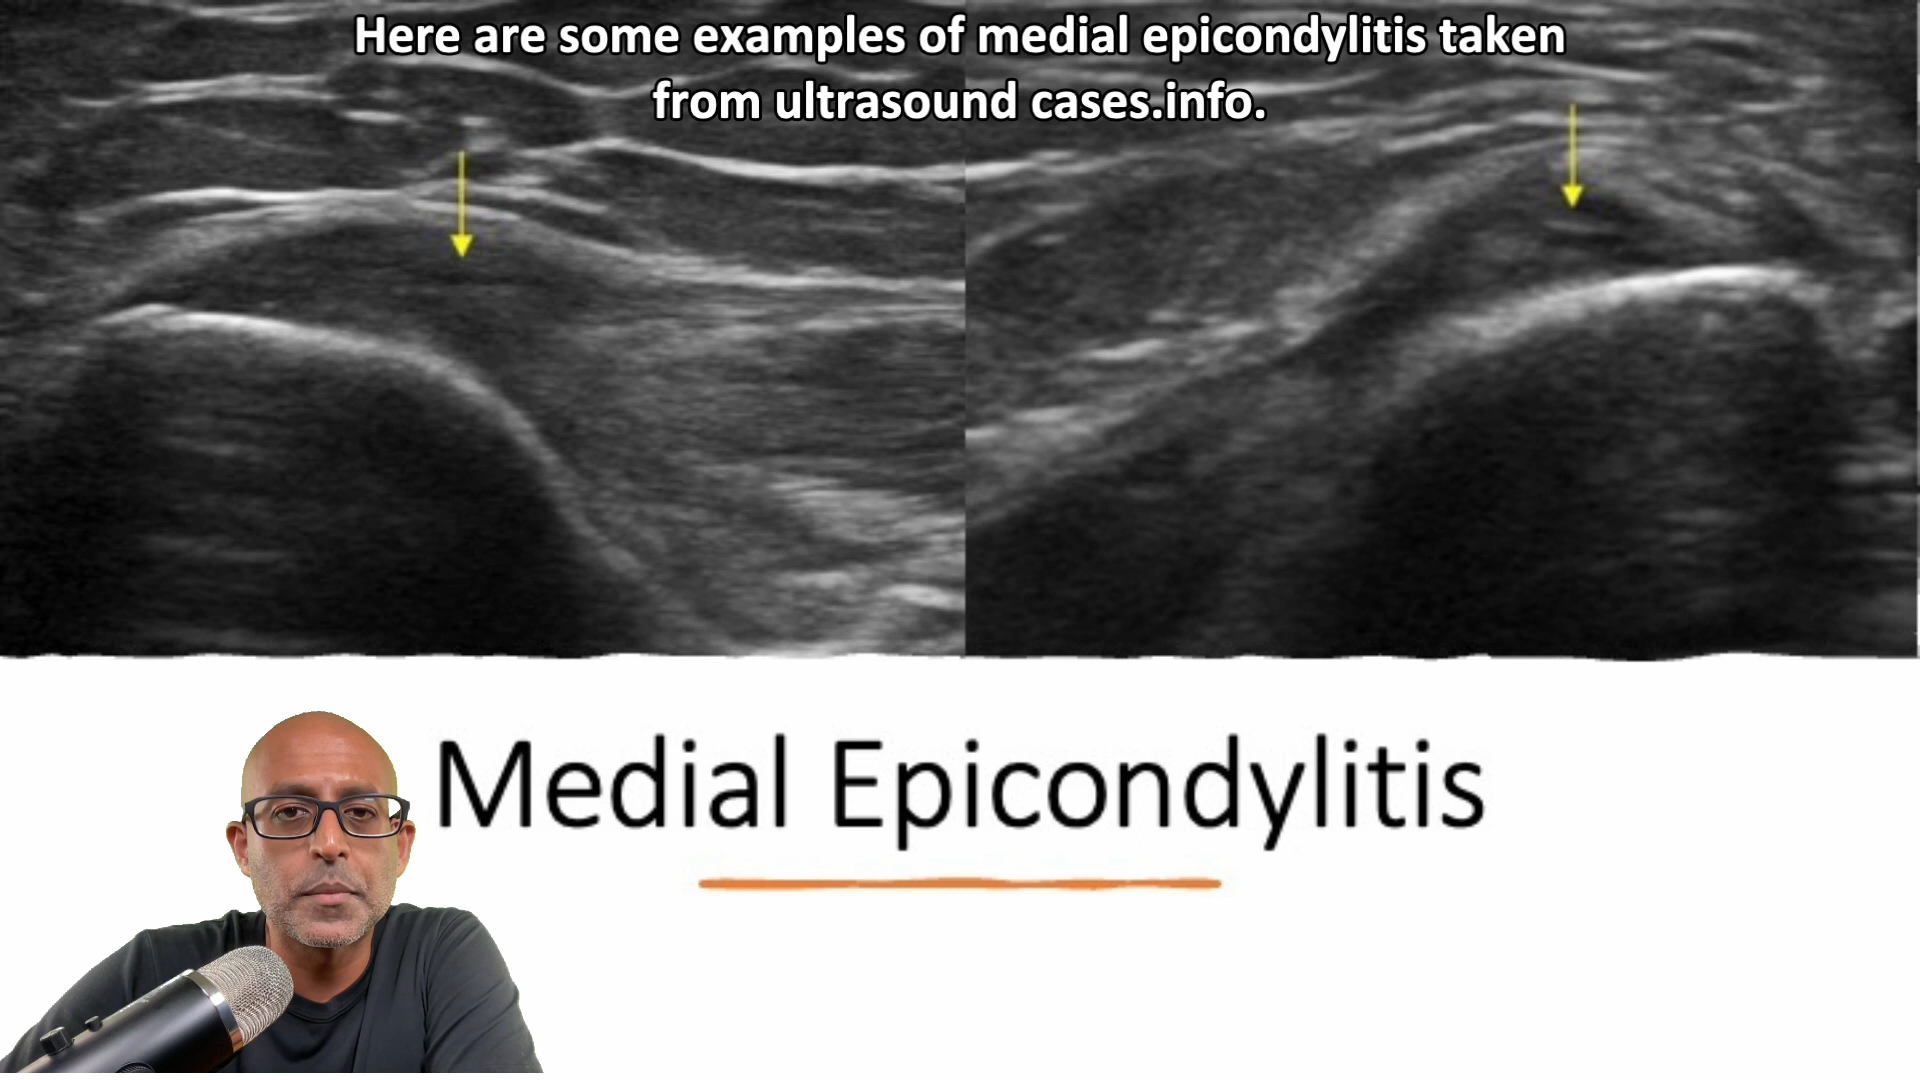 Here are some examples of medial epicondylitis taken
from ultrasound cases.info.
Medial Epicondylitis